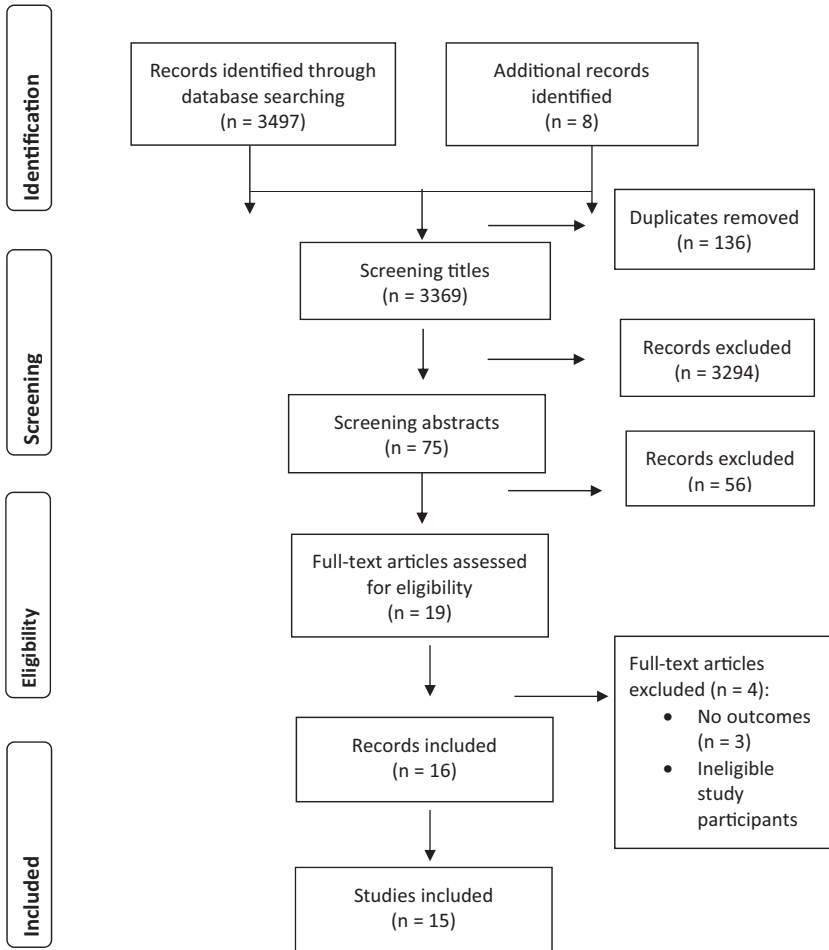 Identification
Records identified through
database searching
(n = 3497)
Additional records
identified
(n = 8)
Duplicates removed
(n = 136)
Screening
Screening titles
(n = 3369)
Records excluded
(n = 3294)
Screening abstracts
(n = 75)
Records excluded
(n = 56)
Eligibility
Full-text articles assessed
for eligibility
(n = 19)
Full-text articles
excluded (n = 4):
• No outcomes
(n = 3)
• Ineligible
study
participants
Included
Records included
(n = 16)
Studies included
(n = 15)